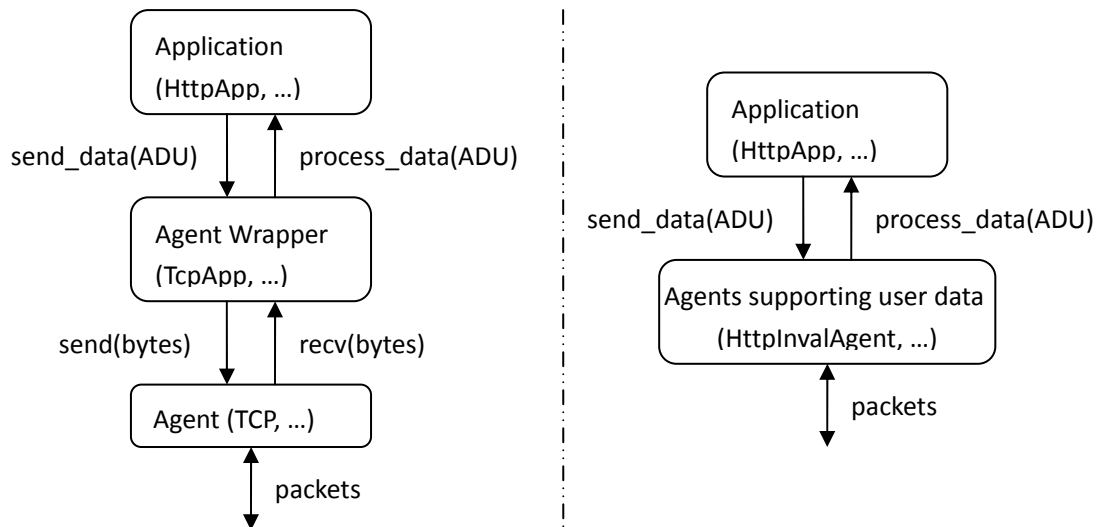 Application
(HttpApp, ...)
send_data(ADU)
process_data(ADU)
Agent Wrapper
(TcpApp, ...)
send(bytes)
recv(bytes)
Agent (TCP, ...)
packets
Application
(HttpApp, ...)
send_data(ADU)
process_data(ADU)
Agents supporting user data
(HttpInvalAgent, ...)
packets